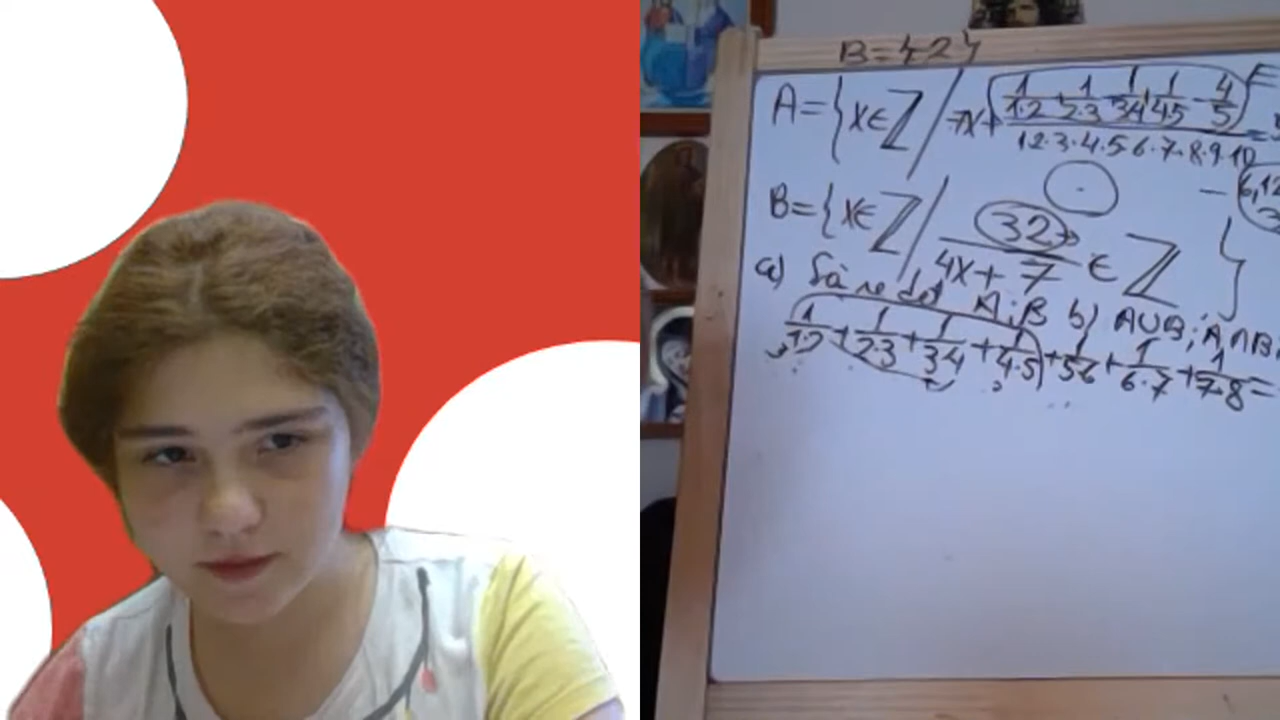 B={2}
A={x∈ℤ/-7x+(1/1·2+1/2·3+1/3·4+1/4·5-4/5)/1·2·3·4·5·6·7·8·9·10=
B={x∈ℤ/32/4x+7∈ℤ}
a) Să se det A;B b) A∪B;A∩B;
1/1·2+1/2·3+1/3·4+1/4·5+1/5·6+1/6·7+1/7·8=